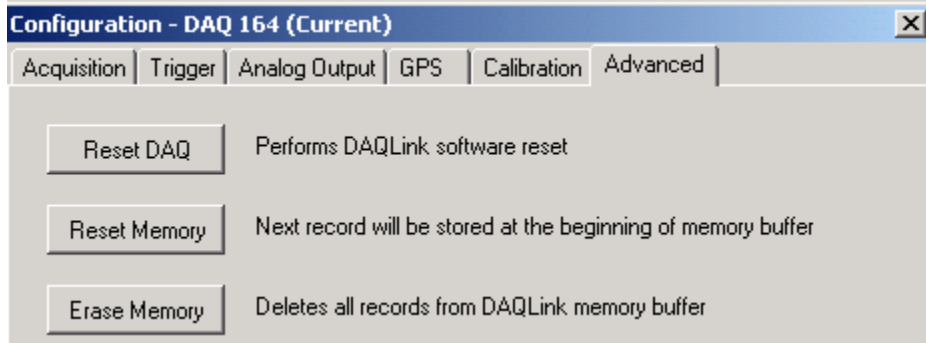 Configuration - DAQ 164 (Current)
Acquisition Trigger Analog Output GPS Calibration Advanced
Reset DAQ Performs DAQLink software reset
Reset Memory Next record will be stored at the beginning of memory buffer
Erase Memory Deletes all records from DAQLink memory buffer